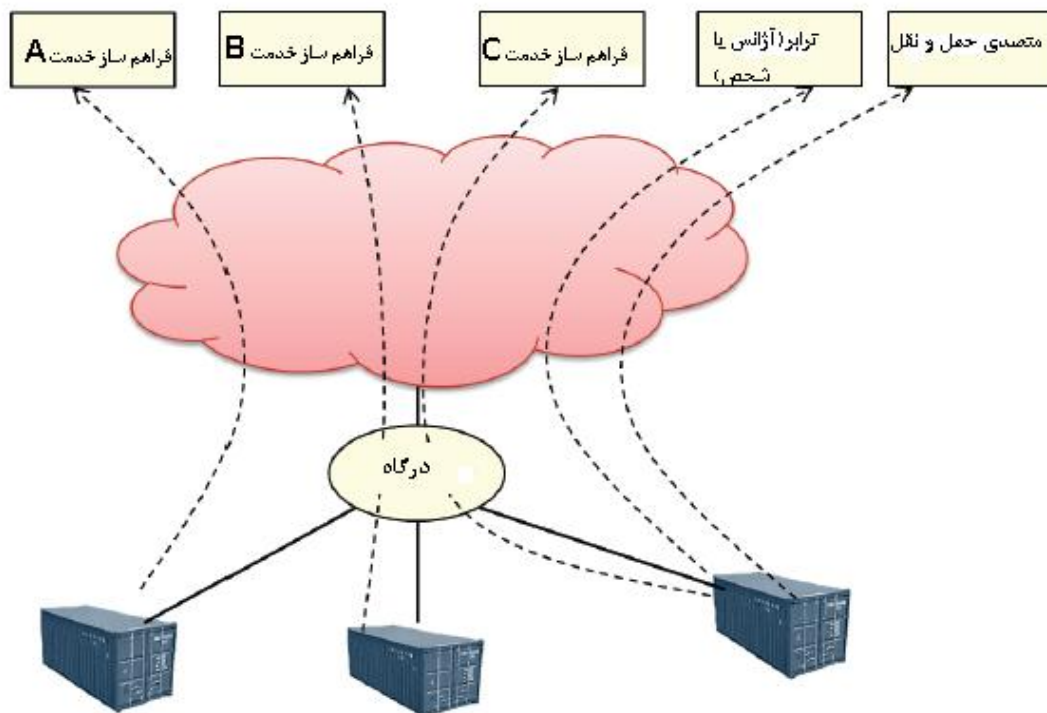 فراهم ساز خدمت A
فراهم ساز خدمت B
فراهم ساز خدمت C
ترابر(آژانس یا
شخص)
متصدی حمل و نقل
درگاه